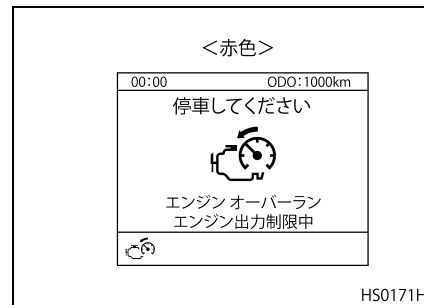 ＜赤色＞
00:00 ODO:1000km
停車してください
エンジン オーバーラン
エンジン出力制限中
HS0171H